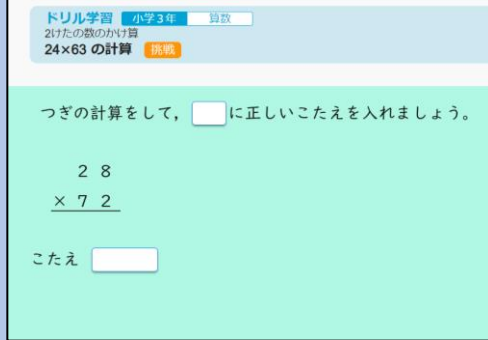 ドリル学習 小学3年 算数
2けたの数のかけ算
24×63 の計算 挑戦
つぎの計算をして, に正しいこたえを入れましょう。
2 8
× 7 2
こたえ